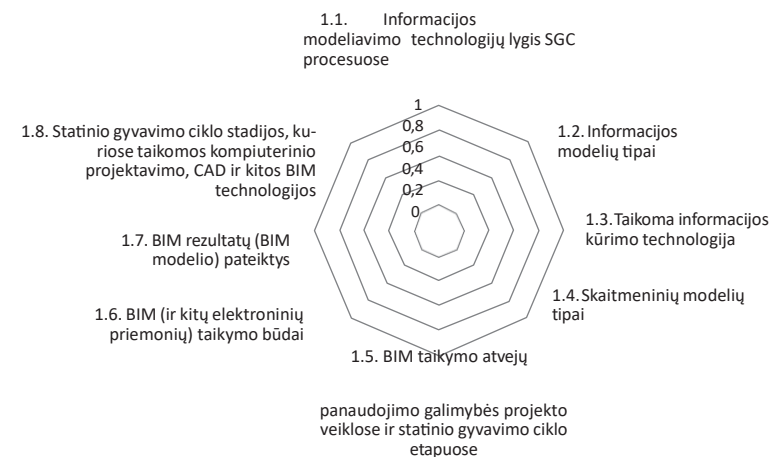 1.1. Informacijos
modeliavimo technologijų lygis SGC
procesuose
1
0,8
0,6
0,4
0,2
0
1.2. Informacijos
modelių tipai
1.3.Taikoma informacijos
kūrimo technologija
1.4.Skaitmeninių modelių
tipai
1.5. BIM taikymo atvejų
panaudojimo galimybės projekto
veiklose ir statinio gyvavimo ciklo
etapuose
1.6. BIM (ir kitų elektroninių
priemonių) taikymo būdai
1.7. BIM rezultatų (BIM
modelio) pateiktys
1.8. Statinio gyvavimo ciklo stadijos, ku-
riose taikomos kompiuterinio
projektavimo, CAD ir kitos BIM
technologijos